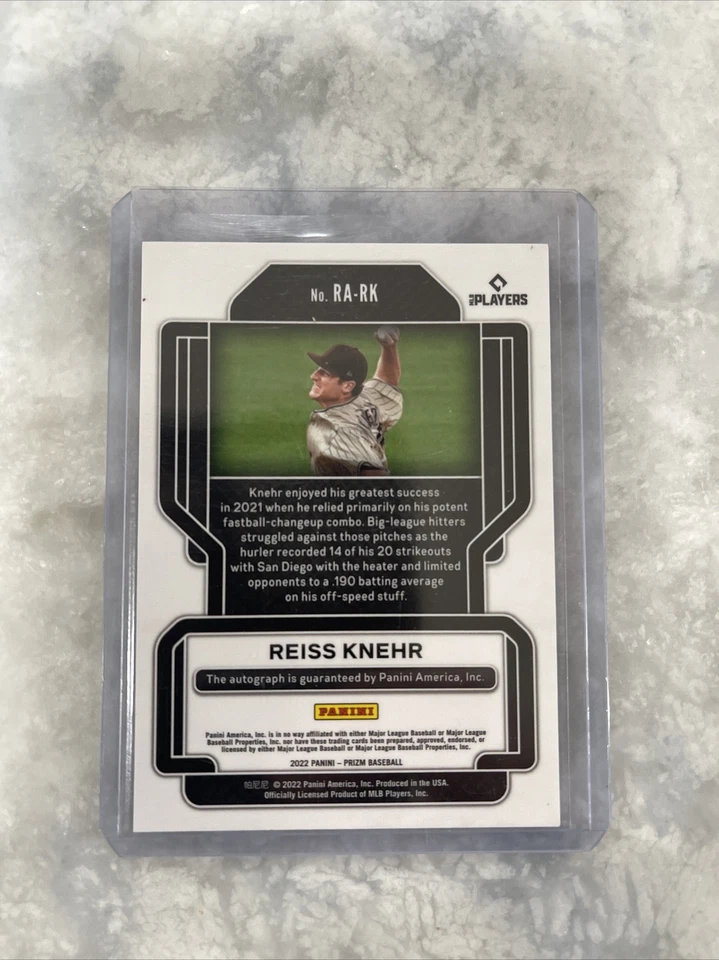 No. RA-RK
MLB PLAYERS
Knehr enjoyed his greatest success
in 2021 when he relied primarily on his potent
fastball-changeup combo. Big-league hitters
struggled against those pitches as the
hurler recorded 14 of his 20 strikeouts
with San Diego with the heater and limited
opponents to a .190 batting average
on his off-speed stuff.
REISS KNEHR
The autograph is guaranteed by Panini America, Inc.
PANINI
Panini America, Inc. is in no way affiliated with either Major League Baseball or Major League
Baseball Properties, Inc. nor have these trading cards been prepared, approved, endorsed, or
licensed by either Major League Baseball or Major League Baseball Properties, Inc.
2022 PANINI – PRIZM BASEBALL
帕尼尼 © 2022 Panini America, Inc. Produced in the USA.
Officially Licensed Product of MLB Players, Inc.